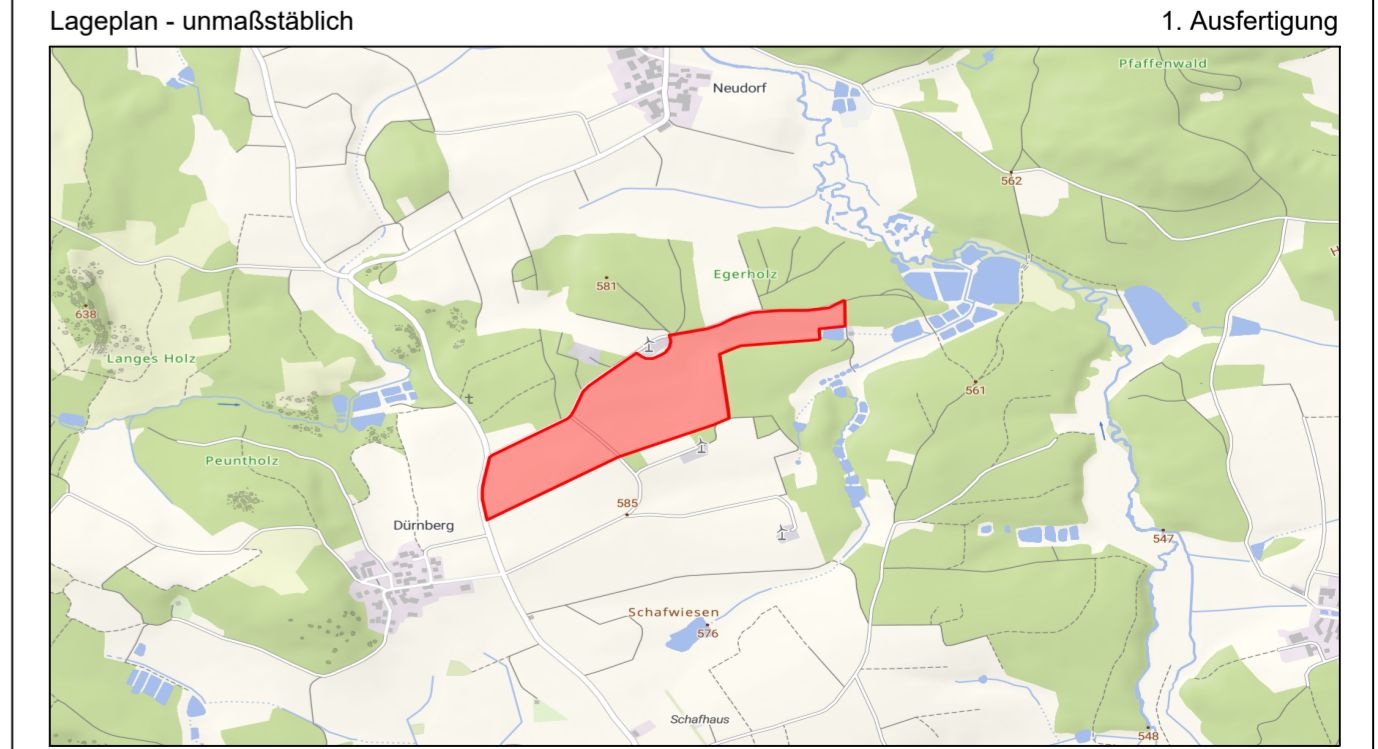 Lageplan - unmaßstäblich
1. Ausfertigung
Pfaffenwald
Neudorf
562
Egerholz
581
638
Langes Holz
561
Peuntholz
585
Dürnberg
547
Schafwiesen
576
Schafhaus
548